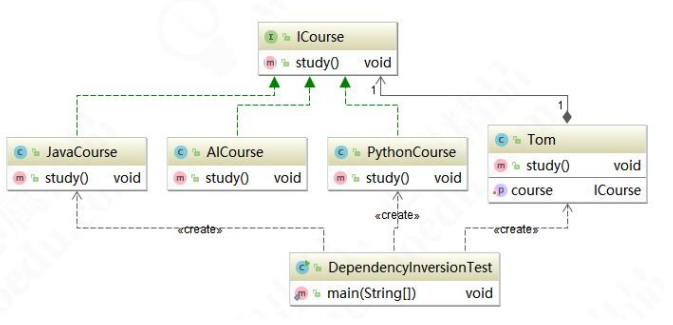 ICourse
study() void
1
1
JavaCourse
study() void
AICourse
study() void
PythonCourse
study() void
Tom
study() void
course ICourse
«create»
«create»
«create»
DependencyInversionTest
main(String[]) void